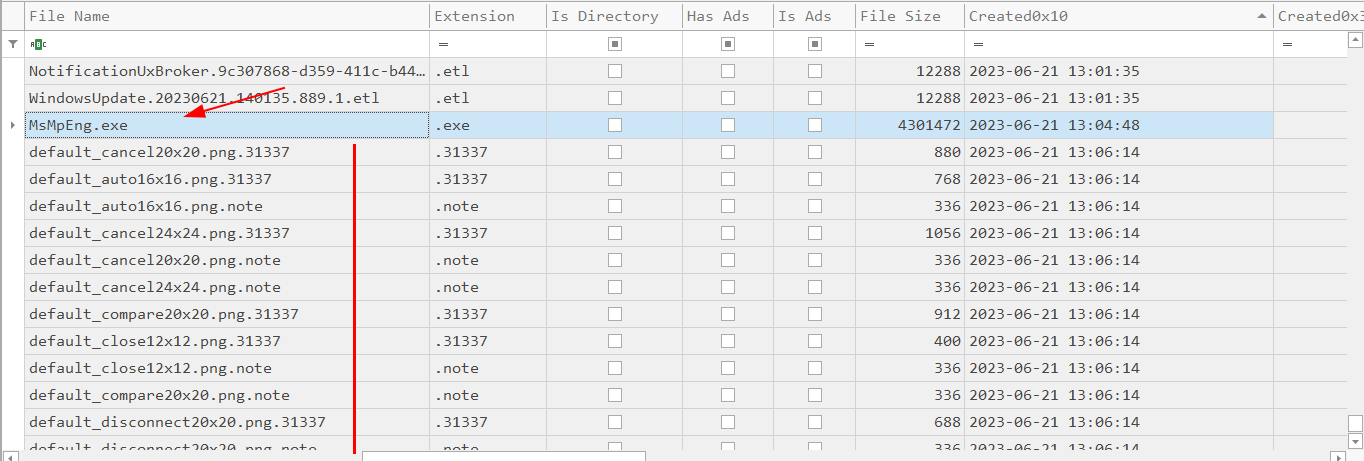 File Name Extension Is Directory Has Ads Is Ads File Size Created0x10 Created0x3
= = = =
NotificationUxBroker.9c307868-d359-411c-b44… .etl 12288 2023-06-21 13:01:35
WindowsUpdate.20230621.140135.889.1.etl .etl 12288 2023-06-21 13:01:35
MsMpEng.exe .exe 4301472 2023-06-21 13:04:48
default_cancel20x20.png.31337 .31337 880 2023-06-21 13:06:14
default_auto16x16.png.31337 .31337 768 2023-06-21 13:06:14
default_auto16x16.png.note .note 336 2023-06-21 13:06:14
default_cancel24x24.png.31337 .31337 1056 2023-06-21 13:06:14
default_cancel20x20.png.note .note 336 2023-06-21 13:06:14
default_cancel24x24.png.note .note 336 2023-06-21 13:06:14
default_compare20x20.png.31337 .31337 912 2023-06-21 13:06:14
default_close12x12.png.31337 .31337 400 2023-06-21 13:06:14
default_close12x12.png.note .note 336 2023-06-21 13:06:14
default_compare20x20.png.note .note 336 2023-06-21 13:06:14
default_disconnect20x20.png.31337 .31337 688 2023-06-21 13:06:14
default_disconnect20x20.png.note .note 336 2023-06-21 13:06:14